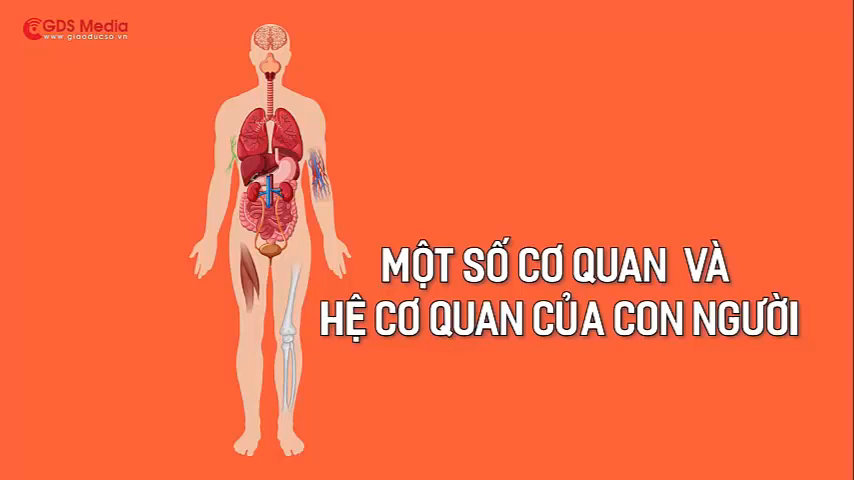 GDS Media
www.giaoducso.vn
MỘT SỐ CƠ QUAN VÀ
HỆ CƠ QUAN CỦA CON NGƯỜI